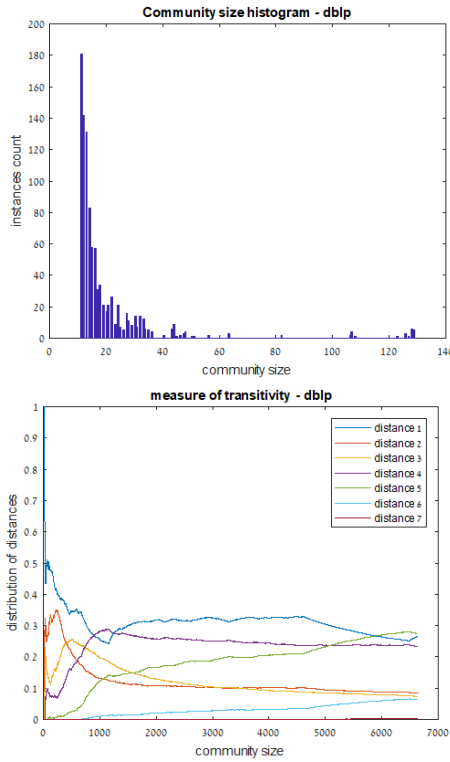 Community size histogram - dblp
200
180
160
140
120
100
80
60
40
20
0
instances count
0 20 40 60 80 100 120 140
community size
measure of transitivity - dblp
1
0.9
0.8
0.7
0.6
0.5
0.4
0.3
0.2
0.1
0
distribution of distances
distance 1
distance 2
distance 3
distance 4
distance 5
distance 6
distance 7
0 1000 2000 3000 4000 5000 6000 7000
community size